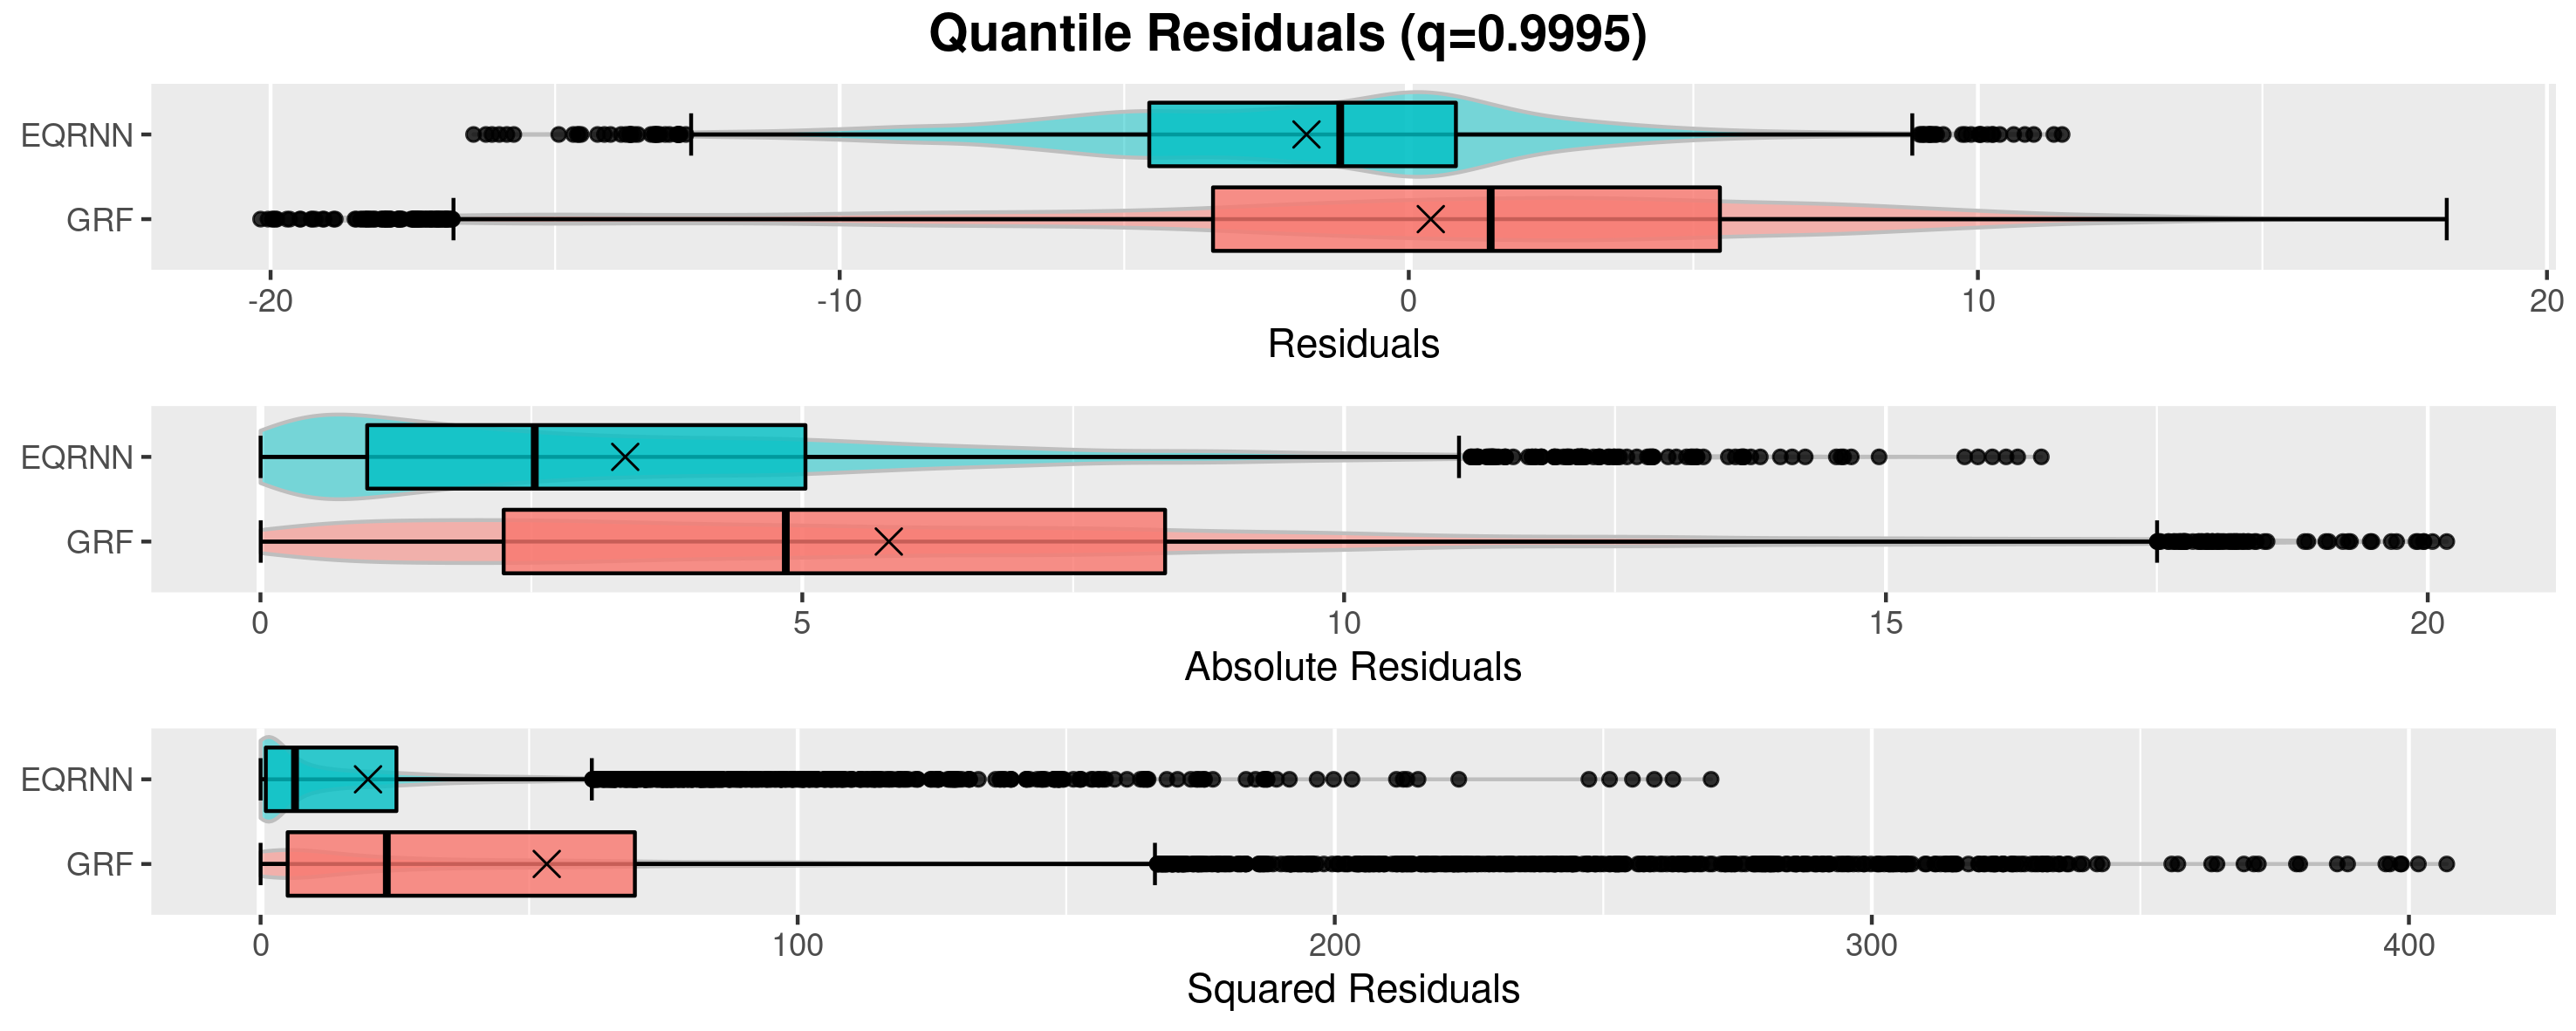 Quantile Residuals (q=0.9995)
EQRNN
GRF
-20 -10 0 10 20
Residuals
EQRNN
GRF
0 5 10 15 20
Absolute Residuals
EQRNN
GRF
0 100 200 300 400
Squared Residuals